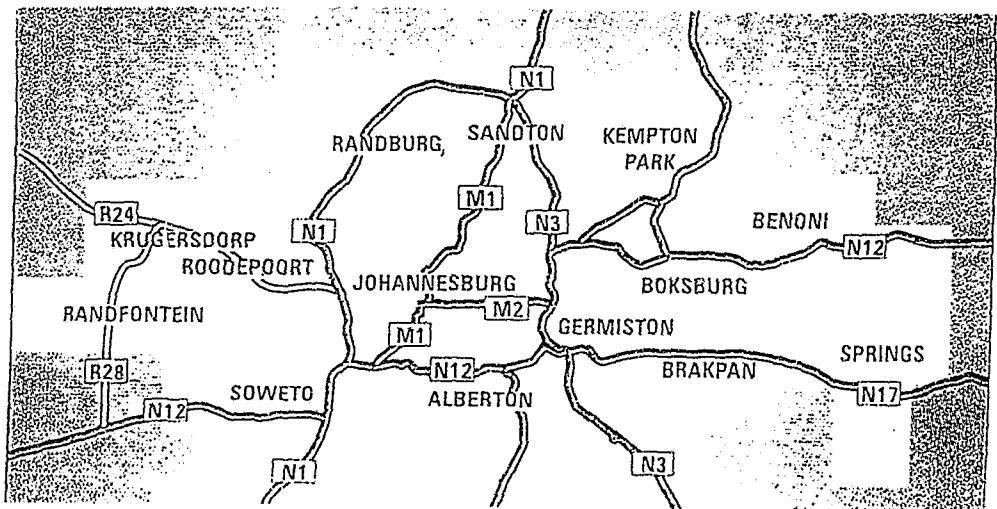 N1
RANDBURG,
SANDTON
KEMPTON
PARK
M1
R24
N3
BENONI
N1
KRUGERSDORP
N12
ROODEPOORT
JOHANNESBURG
BOKSBURG
RANDFONTEIN
M2
M1
GERMISTON
SPRINGS
R28
N12
BRAKPAN
SOWETO
ALBERTON
N17
N12
N1
N3